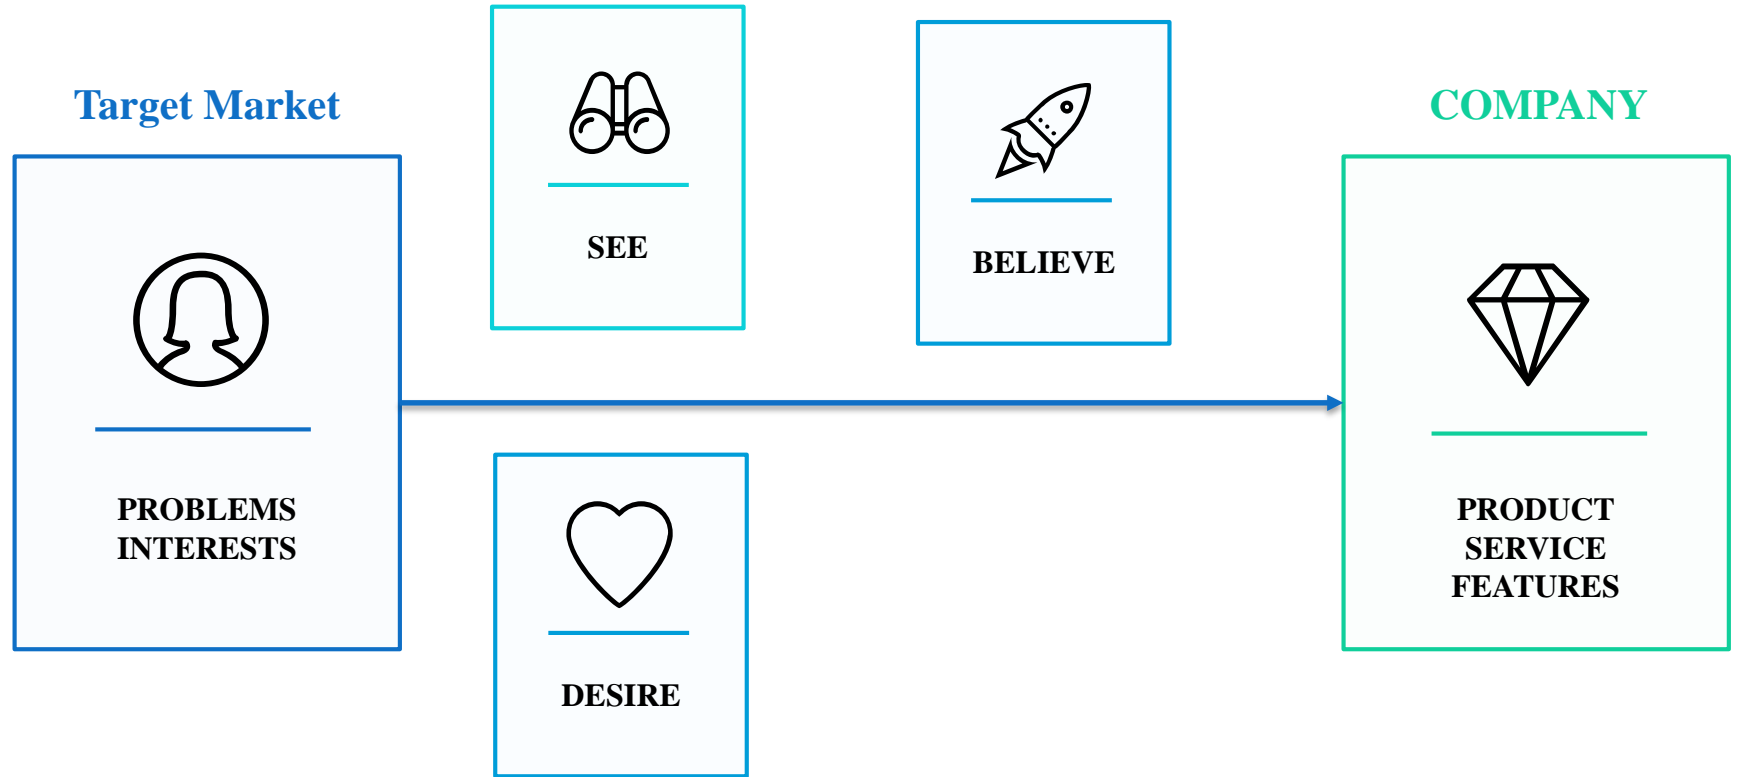 Target Market
PROBLEMS
INTERESTS
SEE
DESIRE
BELIEVE
COMPANY
PRODUCT
SERVICE
FEATURES